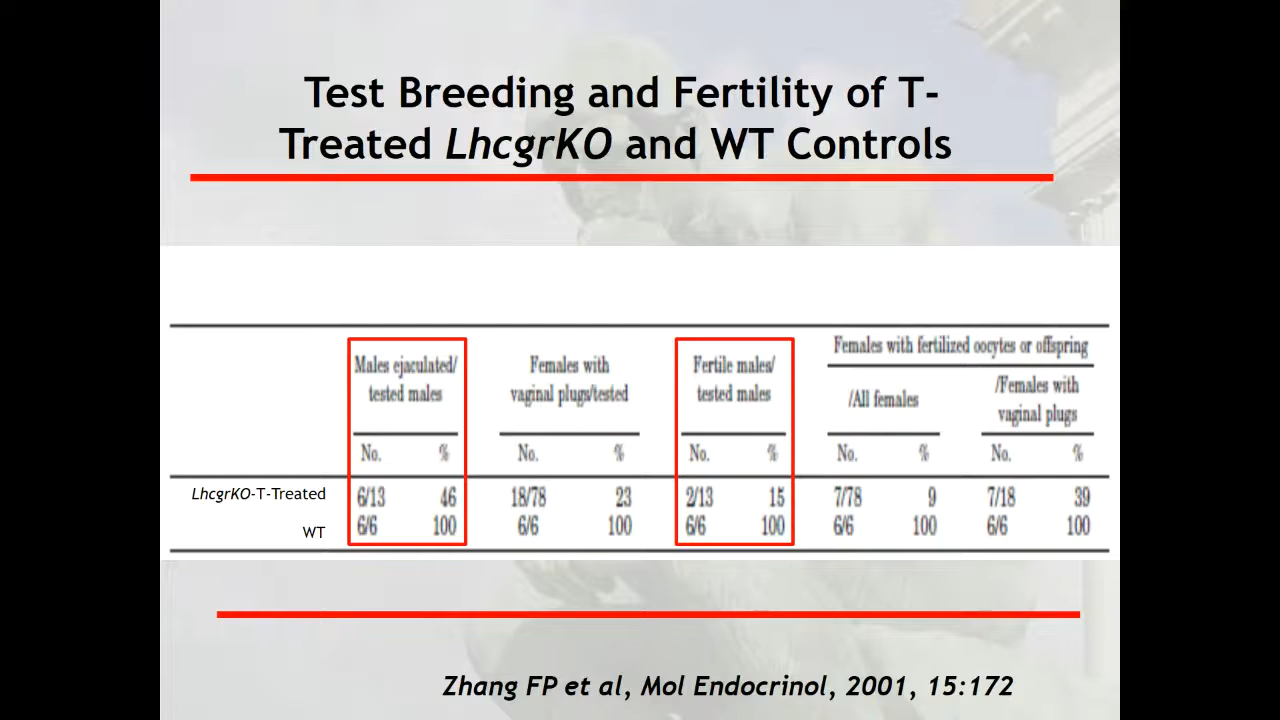 Test Breeding and Fertility of T-
Treated LhcgrKO and WT Controls
Females with fertilized oocytes or offspring
Males ejaculated/ Females with Fertile males/ /Females with
tested males vaginal plugs/tested tested males /All females vaginal plugs
No. % No. % No. % No. % No. %
LhcgrKO-T-Treated 6/13 46 18/78 23 2/13 15 7/78 9 7/18 39
WT 6/6 100 6/6 100 6/6 100 6/6 100 6/6 100
Zhang FP et al, Mol Endocrinol, 2001, 15:172